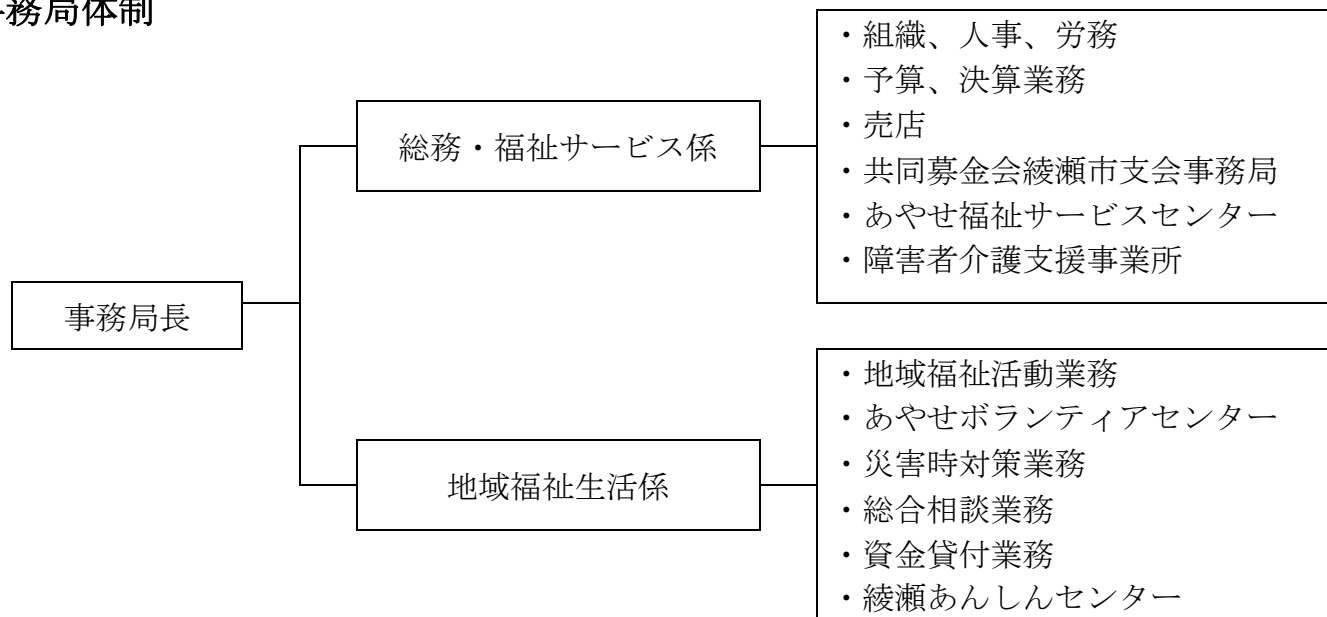 務局体制
・組織、人事、労務
・予算、決算業務
総務・福祉サービス係
・売店
・共同募金会綾瀬市支会事務局
・あやせ福祉サービスセンター
・障害者介護支援事業所
事務局長
・地域福祉活動業務
・あやせボランティアセンター
・災害時対策業務
地域福祉生活係
・総合相談業務
・資金貸付業務
・綾瀬あんしんセンター